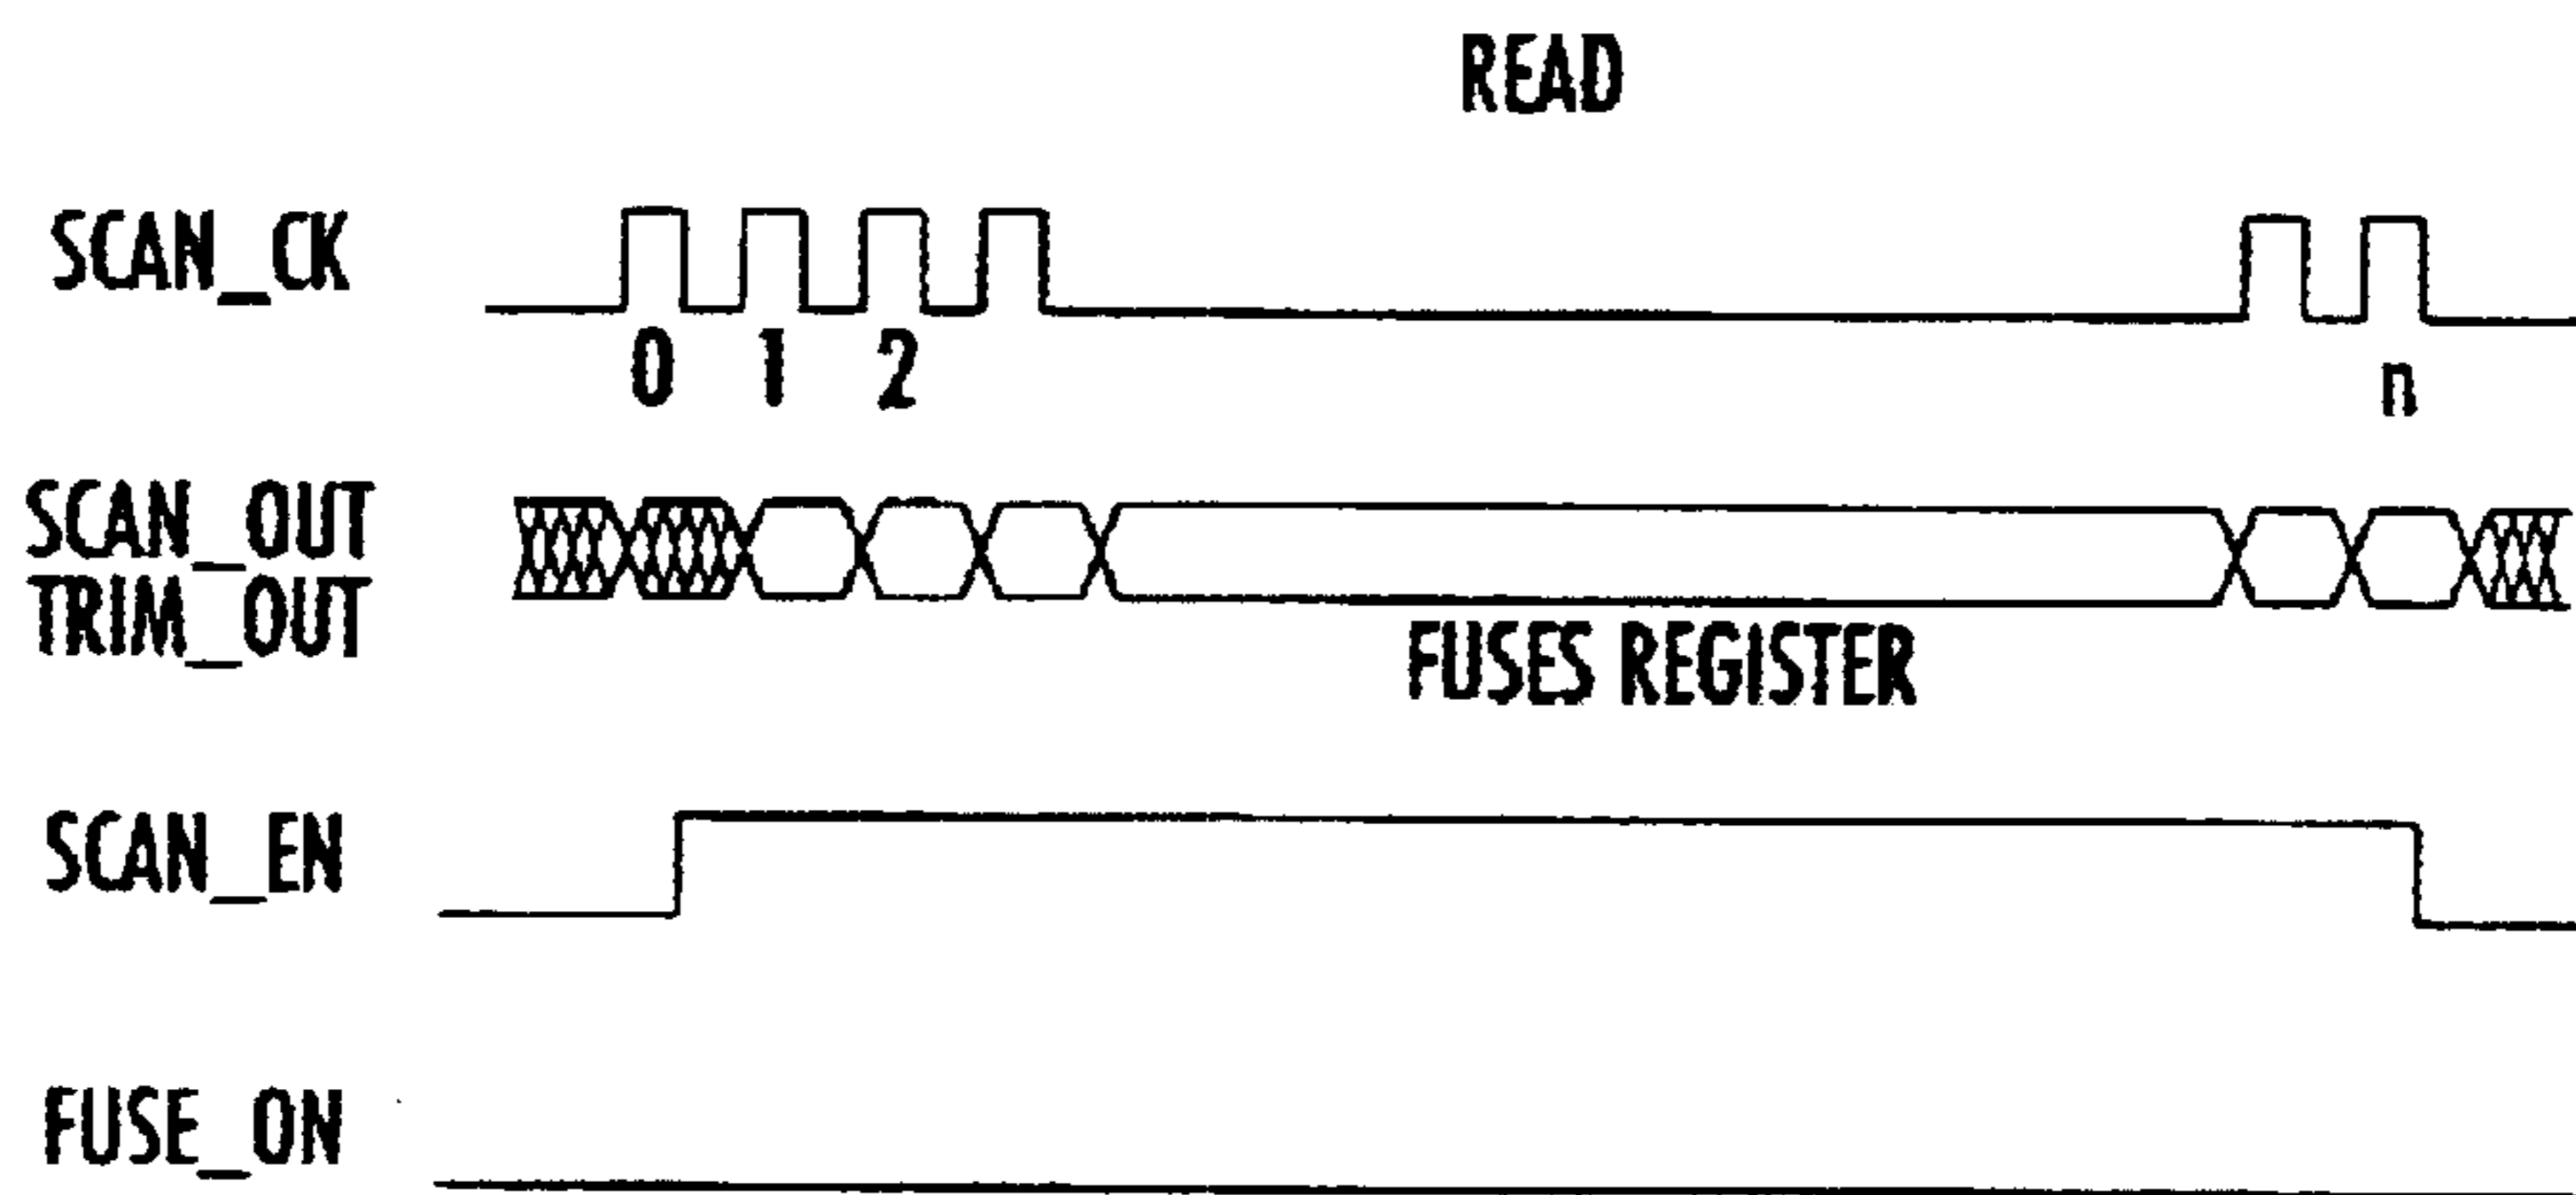 READ
SCAN_CK
0 1 2 n
SCAN_OUT
TRIM_OUT
FUSES REGISTER
SCAN_EN
FUSE_ON